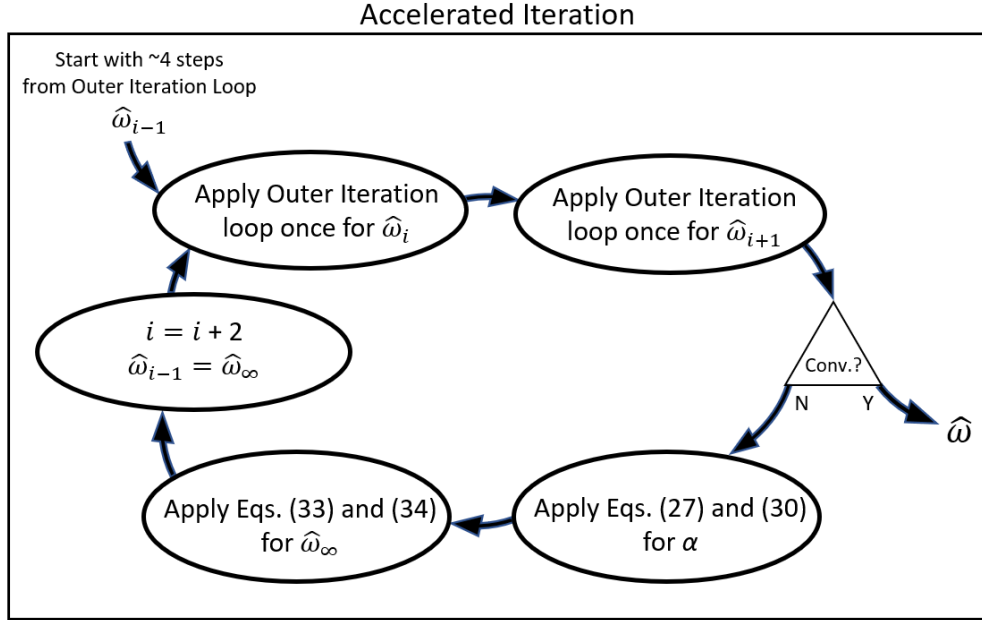 Accelerated Iteration
Start with ~4 steps
from Outer Iteration Loop
ω̂ᵢ₋₁
Apply Outer Iteration
loop once for ω̂ᵢ
Apply Outer Iteration
loop once for ω̂ᵢ₊₁
Conv.?
N
Y
ω̂
Apply Eqs. (27) and (30)
for α
Apply Eqs. (33) and (34)
for ω̂∞
i = i + 2
ω̂ᵢ₋₁ = ω̂∞